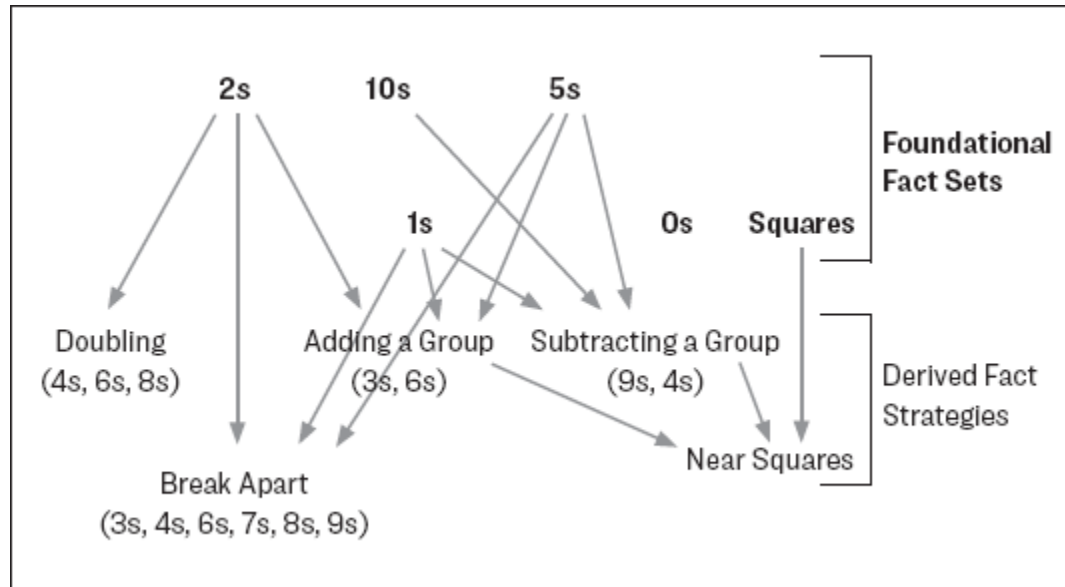 2s 10s 5s
Foundational
Fact Sets
1s 0s Squares
Doubling
(4s, 6s, 8s)
Adding a Group
(3s, 6s)
Subtracting a Group
(9s, 4s)
Derived Fact
Strategies
Near Squares
Break Apart
(3s, 4s, 6s, 7s, 8s, 9s)